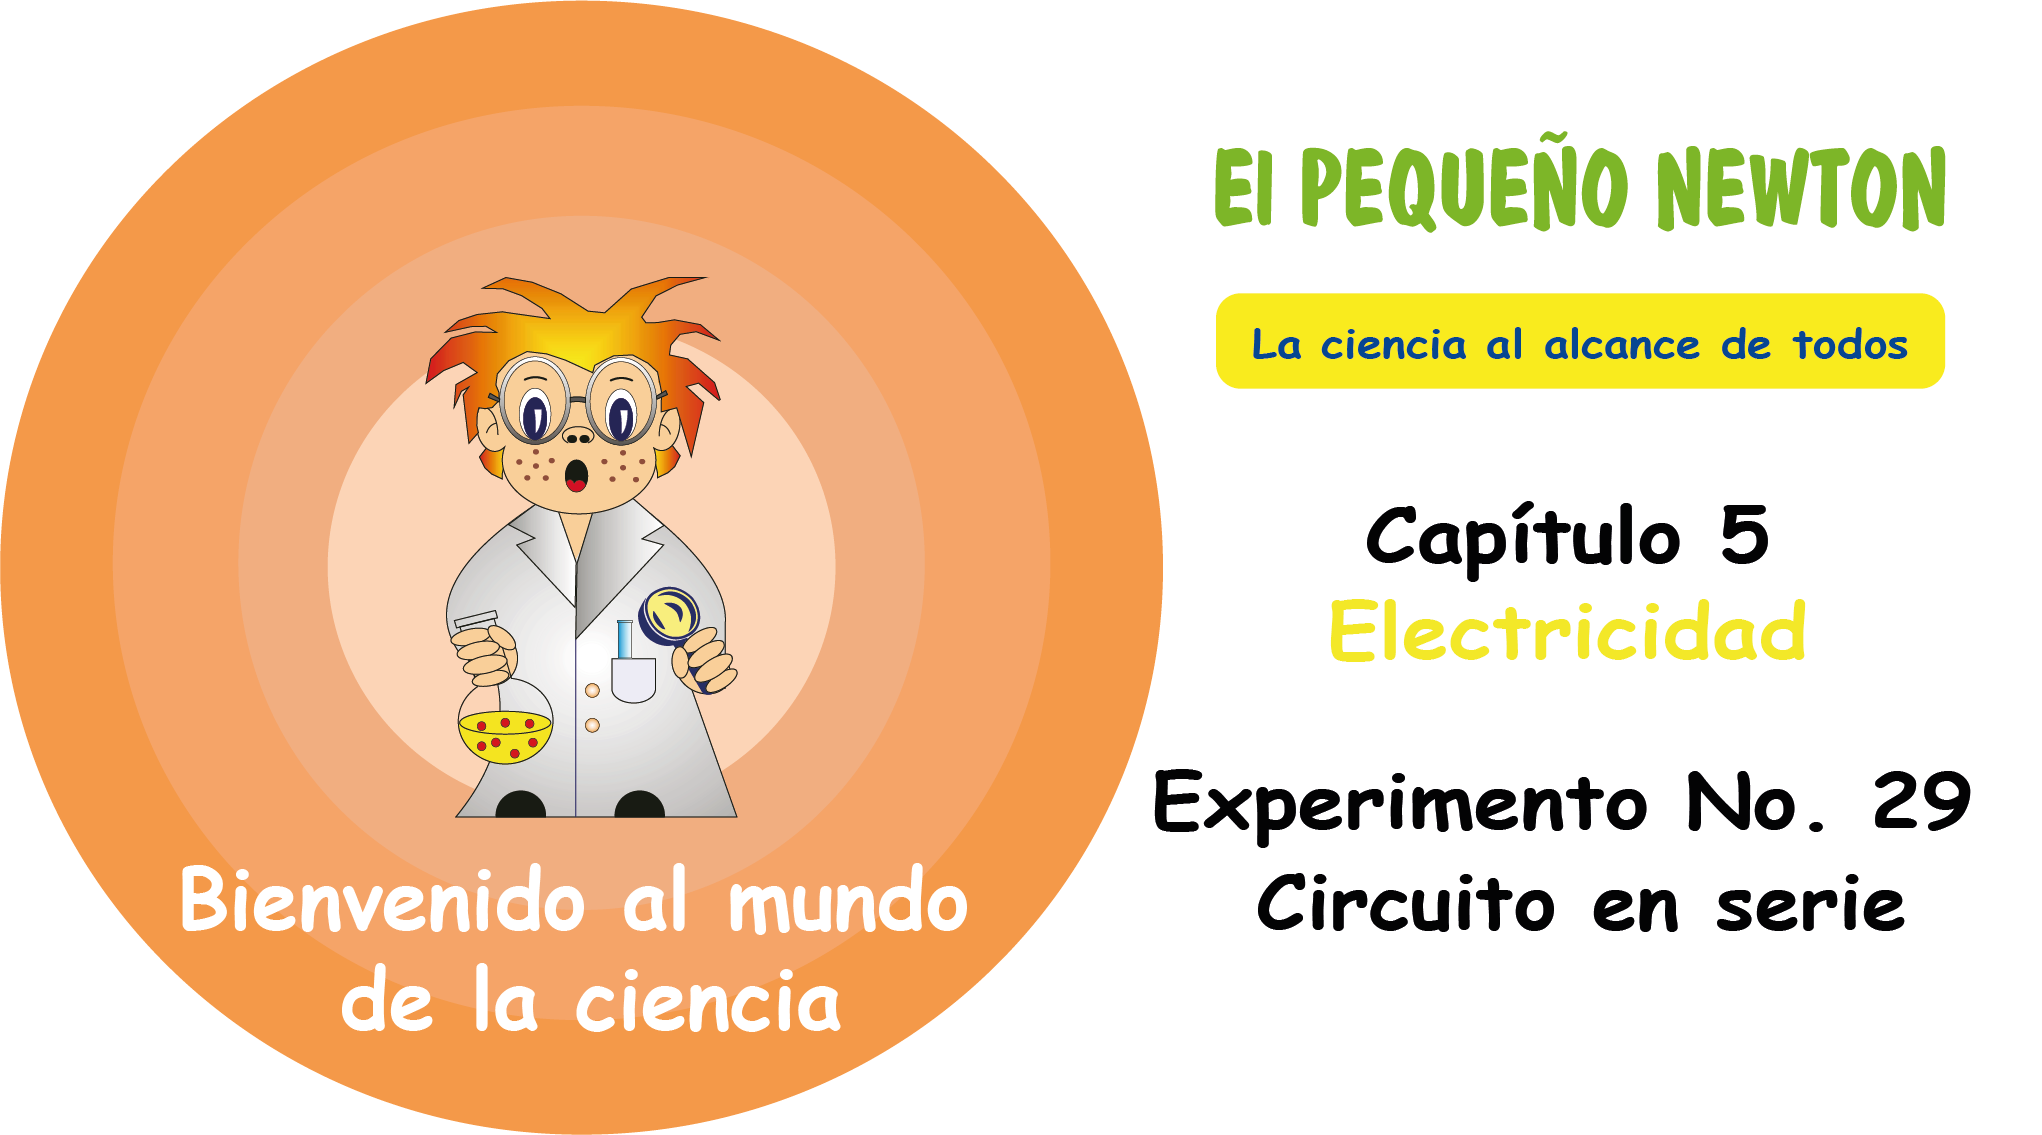 El PEQUEÑO NEWTON
La ciencia al alcance de todos
Capítulo 5
Electricidad
Experimento No. 29
Circuito en serie
Bienvenido al mundo
de la ciencia